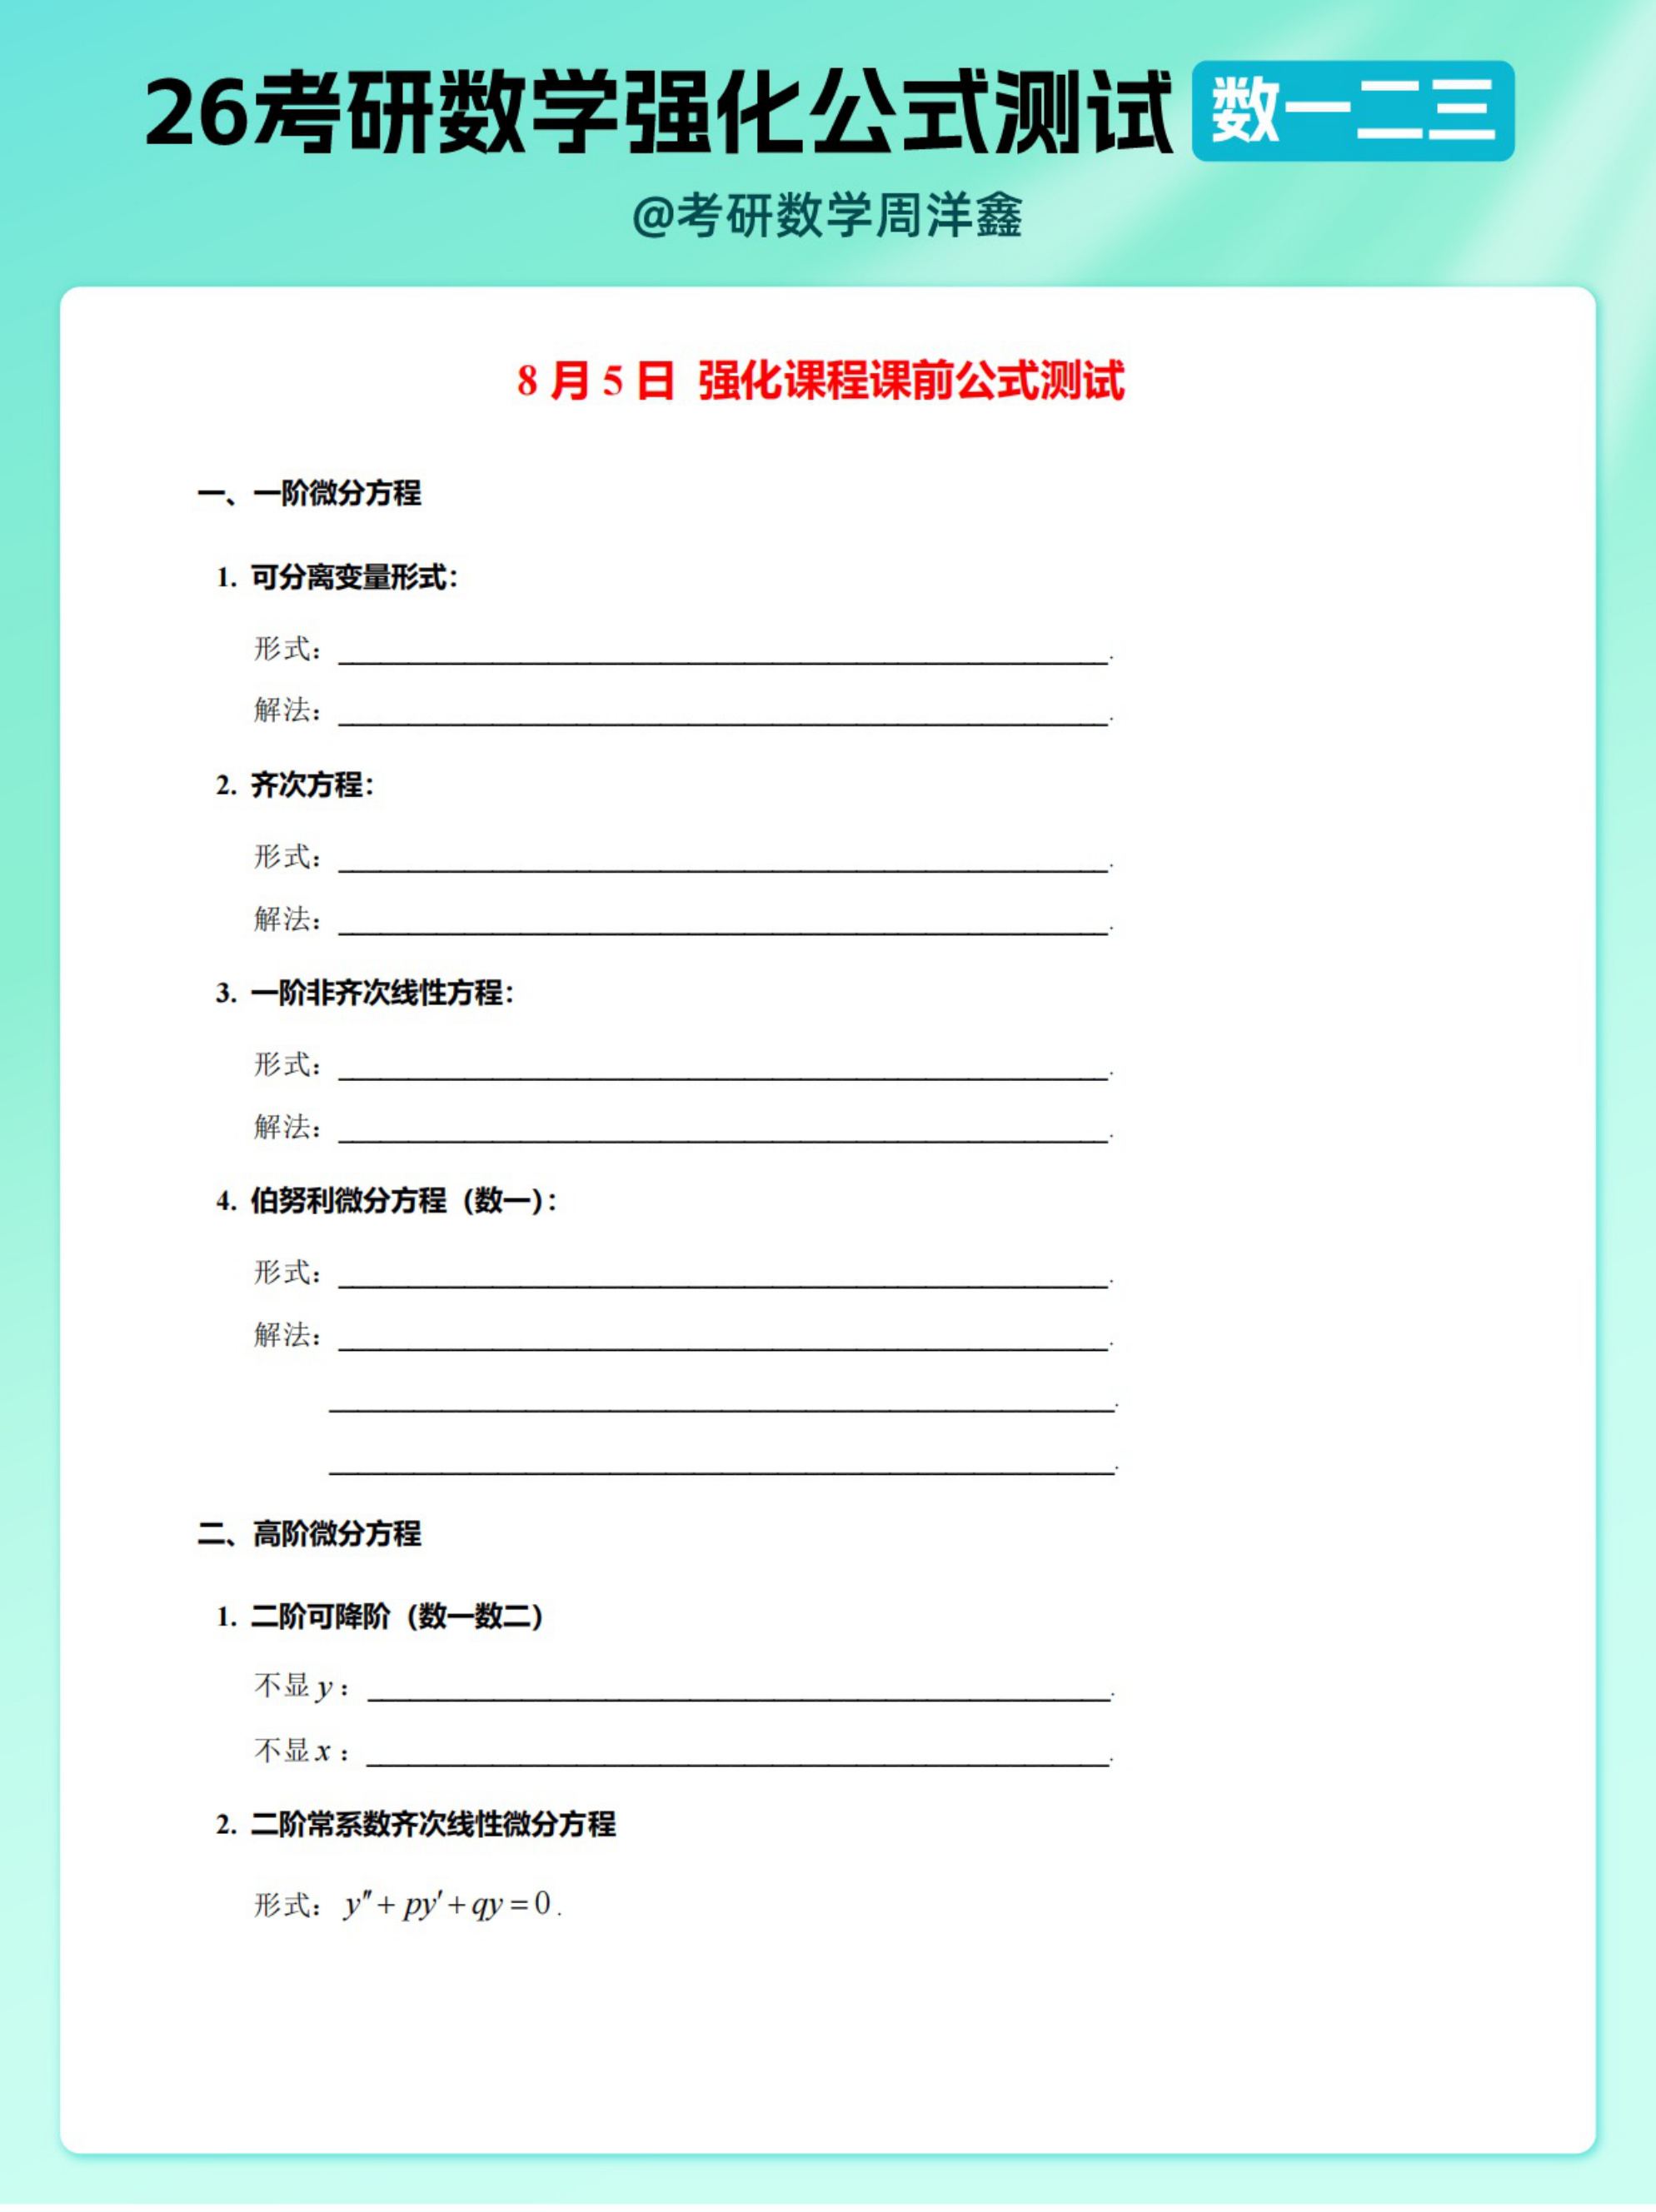 26考研数学强化公式测试 数一二三
@考研数学周洋鑫
8 月 5 日 强化课程课前公式测试
一、一阶微分方程
1. 可分离变量形式：
形式：.
解法：.
2. 齐次方程：
形式：.
解法：.
3. 一阶非齐次线性方程：
形式：.
解法：.
4. 伯努利微分方程（数一）：
形式：.
解法：.
.
.
二、高阶微分方程
1. 二阶可降阶（数一数二）
不显 y：.
不显 x：.
2. 二阶常系数齐次线性微分方程
形式：y″ + py′ + qy = 0 .